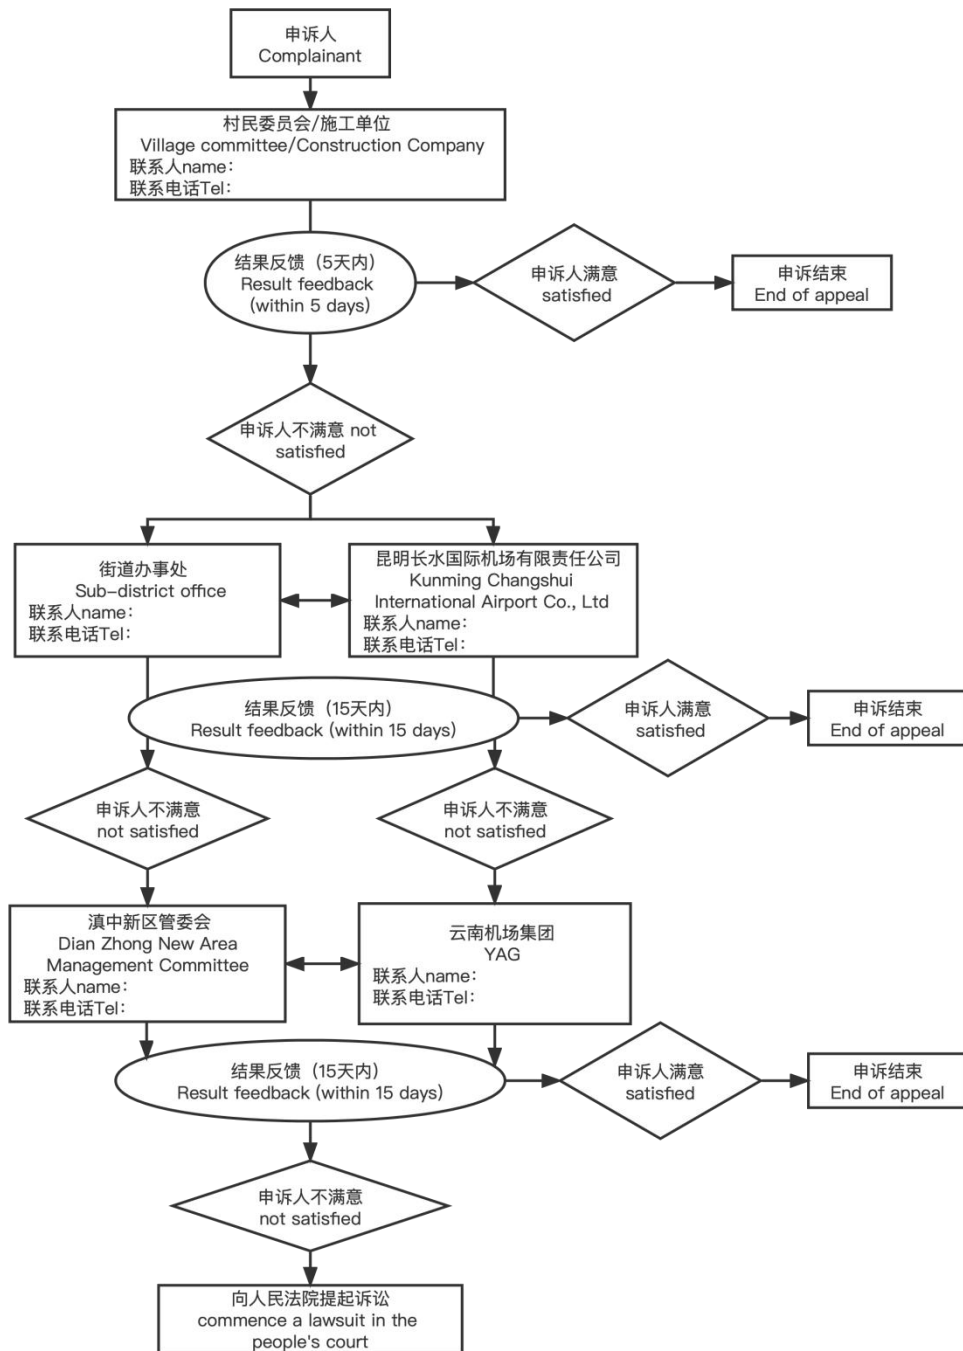 申诉人
Complainant
村民委员会/施工单位
Village committee/Construction Company
联系人name：
联系电话Tel：
结果反馈（5天内）
Result feedback
(within 5 days)
申诉人满意
satisfied
申诉结束
End of appeal
申诉人不满意 not
satisfied
街道办事处
Sub-district office
联系人name：
联系电话Tel：
昆明长水国际机场有限责任公司
Kunming Changshui
International Airport Co., Ltd
联系人name：
联系电话Tel：
结果反馈（15天内）
Result feedback (within 15 days)
申诉人满意
satisfied
申诉结束
End of appeal
申诉人不满意
not satisfied
申诉人不满意
not satisfied
滇中新区管委会
Dian Zhong New Area
Management Committee
联系人name：
联系电话Tel：
云南机场集团
YAG
联系人name：
联系电话Tel：
结果反馈（15天内）
Result feedback (within 15 days)
申诉人满意
satisfied
申诉结束
End of appeal
申诉人不满意
not satisfied
向人民法院提起诉讼
commence a lawsuit in the
people's court